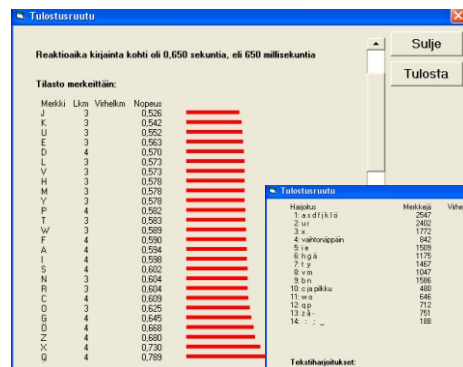 Tulostusruutu
Sulje
Tulosta
Reaktioaika kirjainta kohti oli 0,650 sekuntia, eli 650 millisekuntia
Tilasto merkeittäin:
Merkki Lkm Virhelkm Nopeus
J 3 0,526
K 3 0,542
U 3 0,552
E 3 0,563
D 4 0,570
L 3 0,573
V 3 0,573
H 3 0,578
M 3 0,578
Y 3 0,578
P 4 0,582
T 3 0,583
W 3 0,589
F 4 0,590
A 4 0,594
I 4 0,598
S 4 0,602
N 3 0,604
R 3 0,604
C 4 0,609
O 3 0,625
G 4 0,645
Ö 4 0,668
Z 4 0,680
X 4 0,730
Q 4 0,789
Tulostusruutu
Harjoitus Merkkejä Virhe
1: a s d f j k l ö 2547
2: u r 2402
3: x. 1772
4: vaihtonäppäin 842
5: i e 1509
6: h g ä 1175
7: t y 1467
8: v m 1047
9: b n 1586
10: c ja pilkku 480
11: w o 646
12: q p 712
13: z å - 751
14: : ; _ 188
Tekstiharjoitukset: